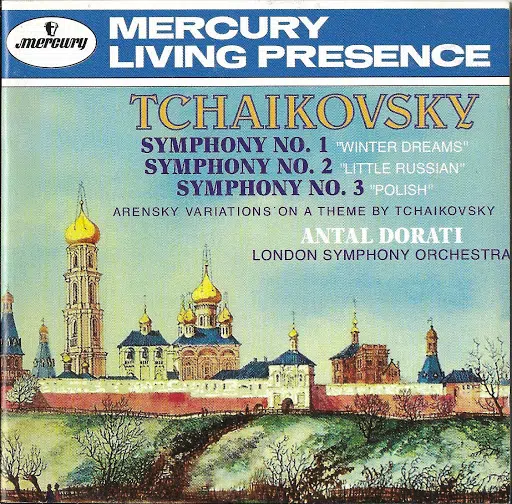 mercury
MERCURY
LIVING PRESENCE
TCHAIKOVSKY
SYMPHONY NO. 1 "WINTER DREAMS"
SYMPHONY NO. 2 "LITTLE RUSSIAN"
SYMPHONY NO. 3 "POLISH"
ARENSKY VARIATIONS ON A THEME BY TCHAIKOVSKY
ANTAL DORATI
LONDON SYMPHONY ORCHESTRA